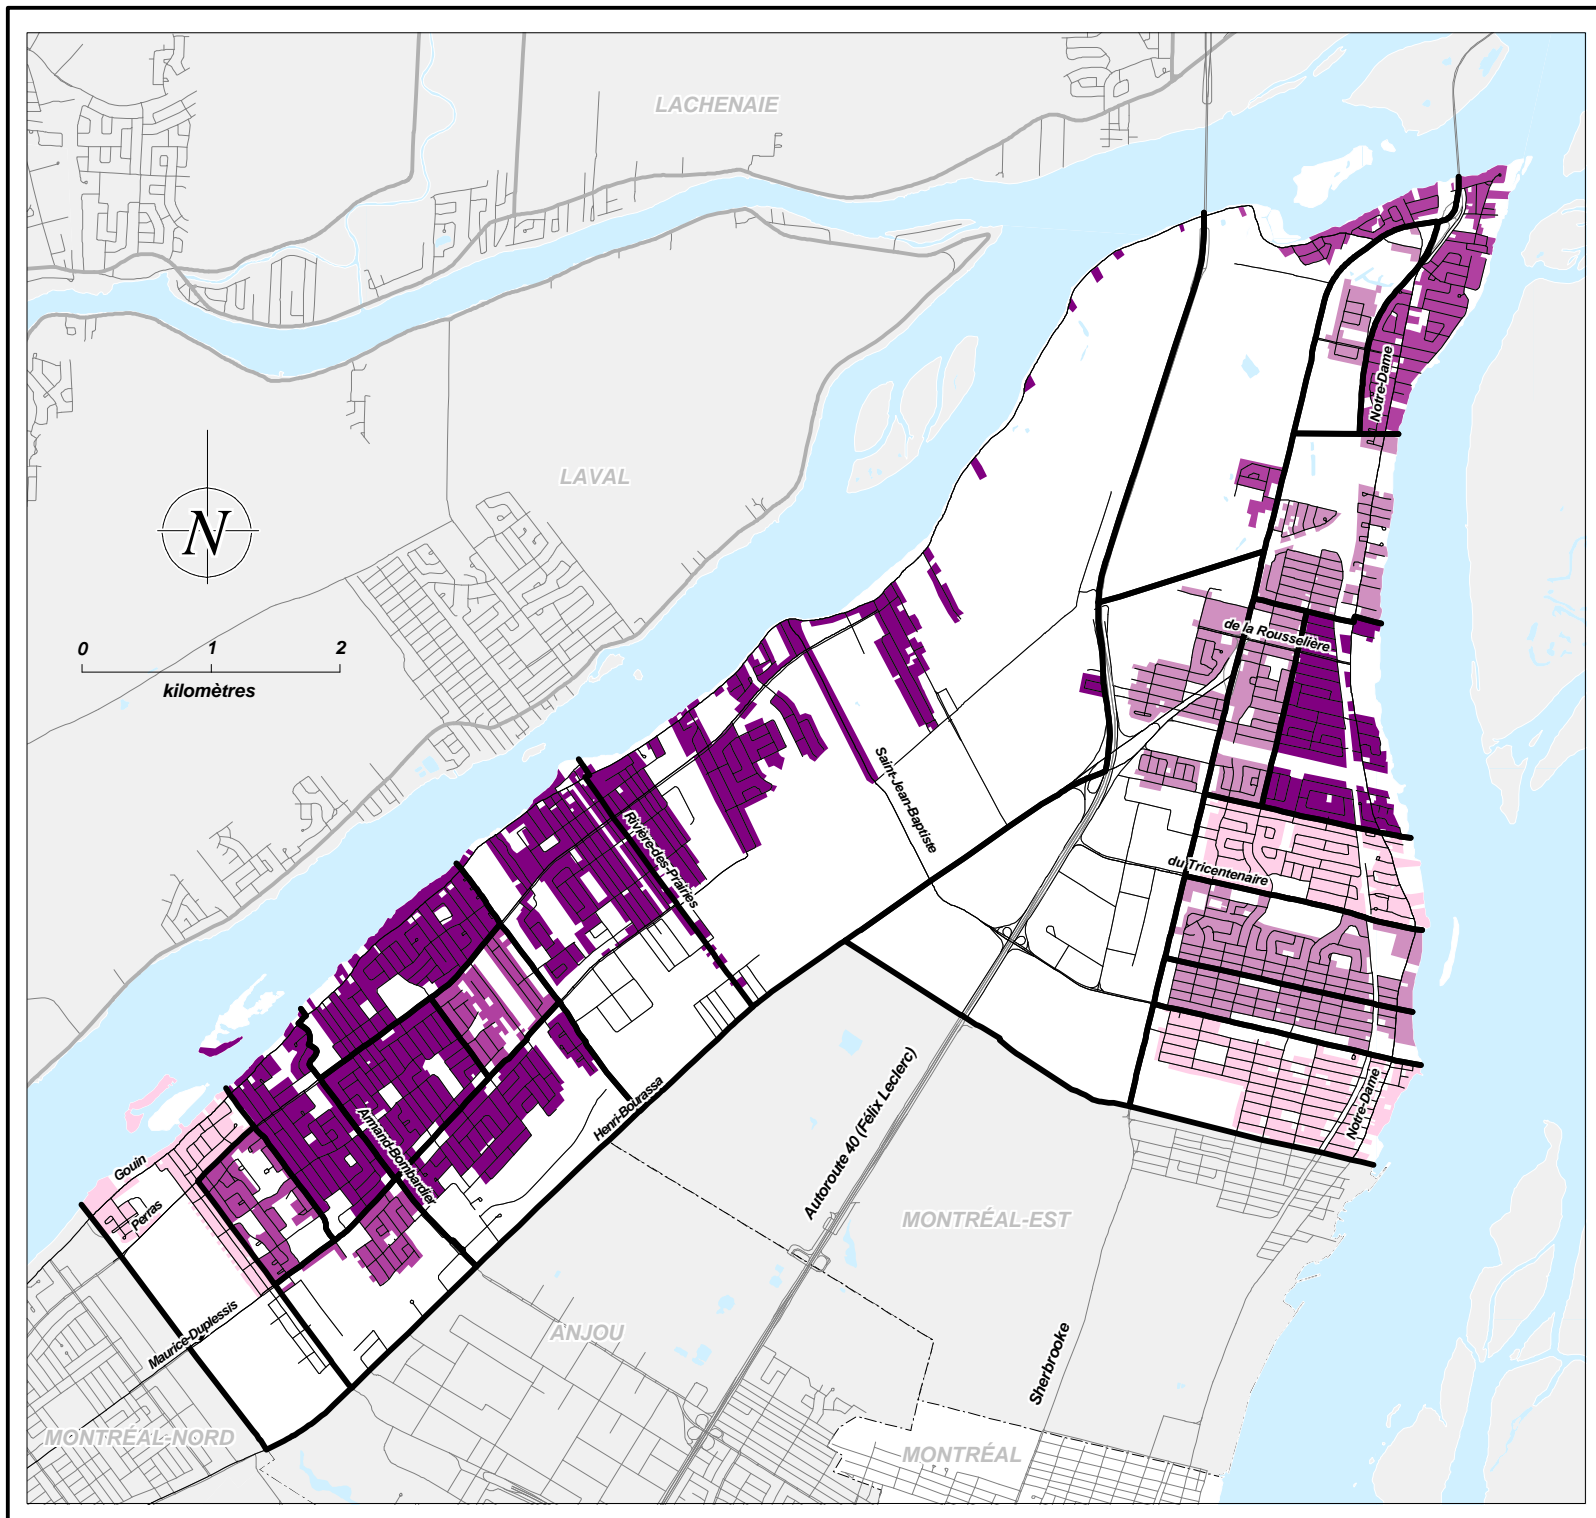 LACHENAIE
Notre-Dame
LAVAL
N
0 1 2
kilomètres
de la Rousselière
Saint-Jean-Baptiste
Rivière-des-Prairies
du Tricentenaire
Armand-Bombardier
Henri-Bourassa
Autoroute 40 (Félix Leclerc)
Notre-Dame
Gouin
Perras
MONTRÉAL-EST
Maurice-Duplessis
ANJOU
Sherbrooke
MONTRÉAL-NORD
MONTRÉAL